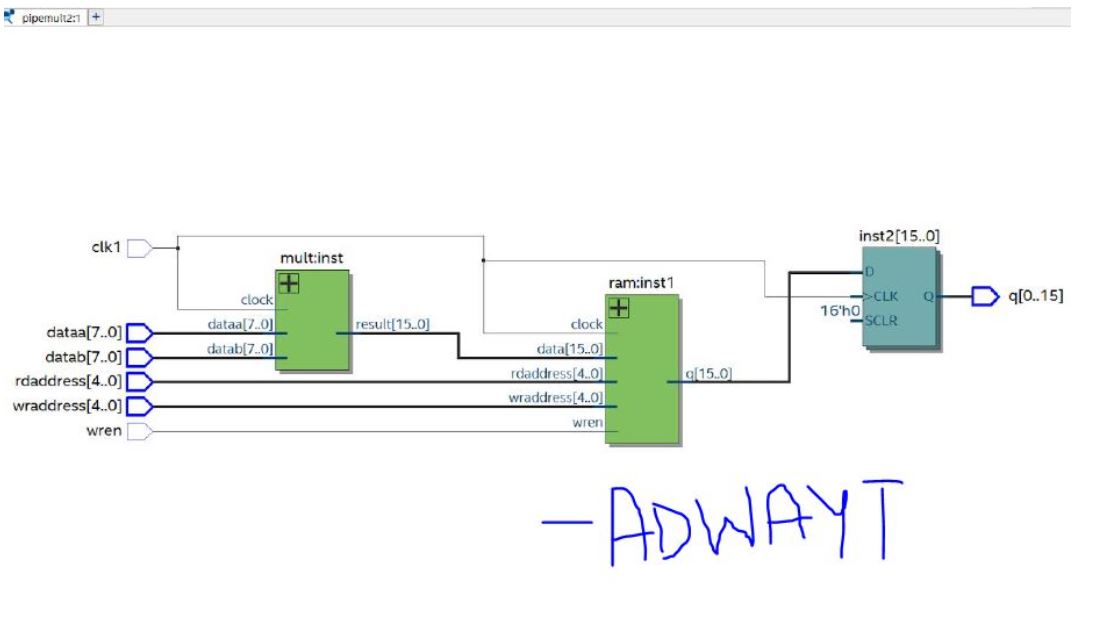 pipemult2:1
+
inst2[15..0]
clk1
mult:inst
D
ram:inst1
>CLK
Q
q[0..15]
clock
16'h0
SCLR
dataa[7..0]
dataa[7..0]
result[15..0]
clock
datab[7..0]
datab[7..0]
data[15..0]
rdaddress[4..0]
rdaddress[4..0]
q[15..0]
wraddress[4..0]
wraddress[4..0]
wren
wren
- ADWAYT